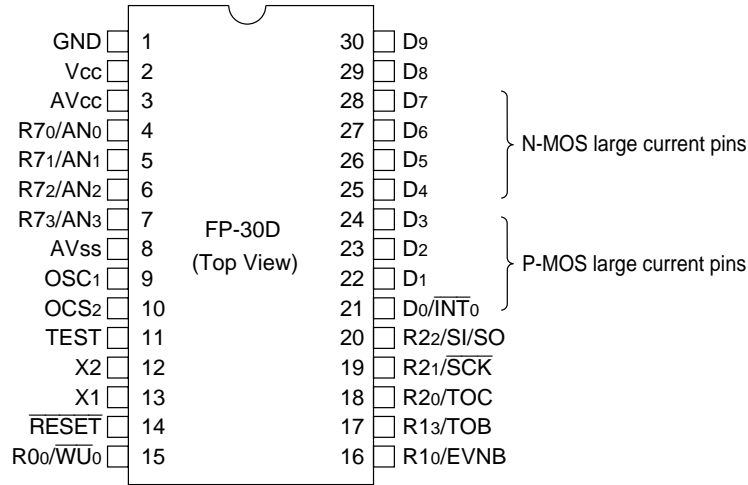 GND 1 30 D9
Vcc 2 29 D8
AVcc 3 28 D7
R70/AN0 4 27 D6
R71/AN1 5 26 D5
N-MOS large current pins
R72/AN2 6 25 D4
R73/AN3 7 24 D3
FP-30D
(Top View)
AVss 8 23 D2
OSC1 9 22 D1
P-MOS large current pins
OCS2 10 21 D0/I̅N̅T̅0
TEST 11 20 R22/SI/SO
X2 12 19 R21/S̅C̅K̅
X1 13 18 R20/TOC
R̅E̅S̅E̅T̅ 14 17 R13/TOB
R00/W̅U̅0 15 16 R10/EVNB